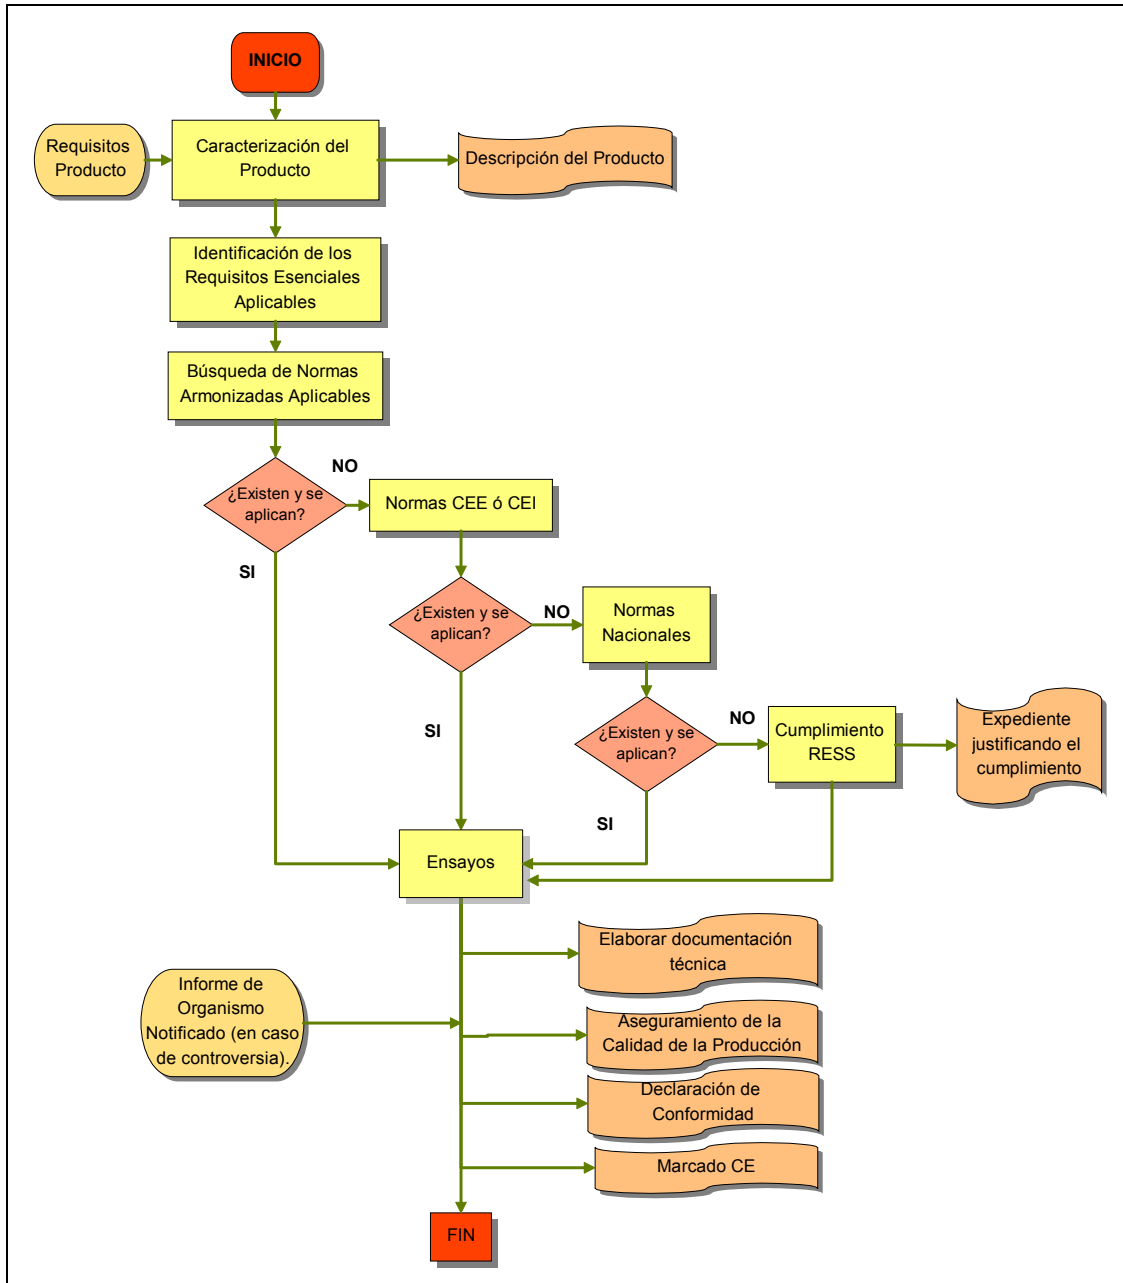 INICIO
Requisitos
Producto
Caracterización del
Producto
Descripción del Producto
Identificación de los
Requisitos Esenciales
Aplicables
Búsqueda de Normas
Armonizadas Aplicables
¿Existen y se
aplican?
NO
SI
Normas CEE ó CEI
¿Existen y se
aplican?
NO
SI
Normas
Nacionales
¿Existen y se
aplican?
NO
SI
Cumplimiento
RESS
Expediente
justificando el
cumplimiento
Ensayos
Elaborar documentación
técnica
Informe de
Organismo
Notificado (en caso
de controversia).
Aseguramiento de la
Calidad de la Producción
Declaración de
Conformidad
Marcado CE
FIN